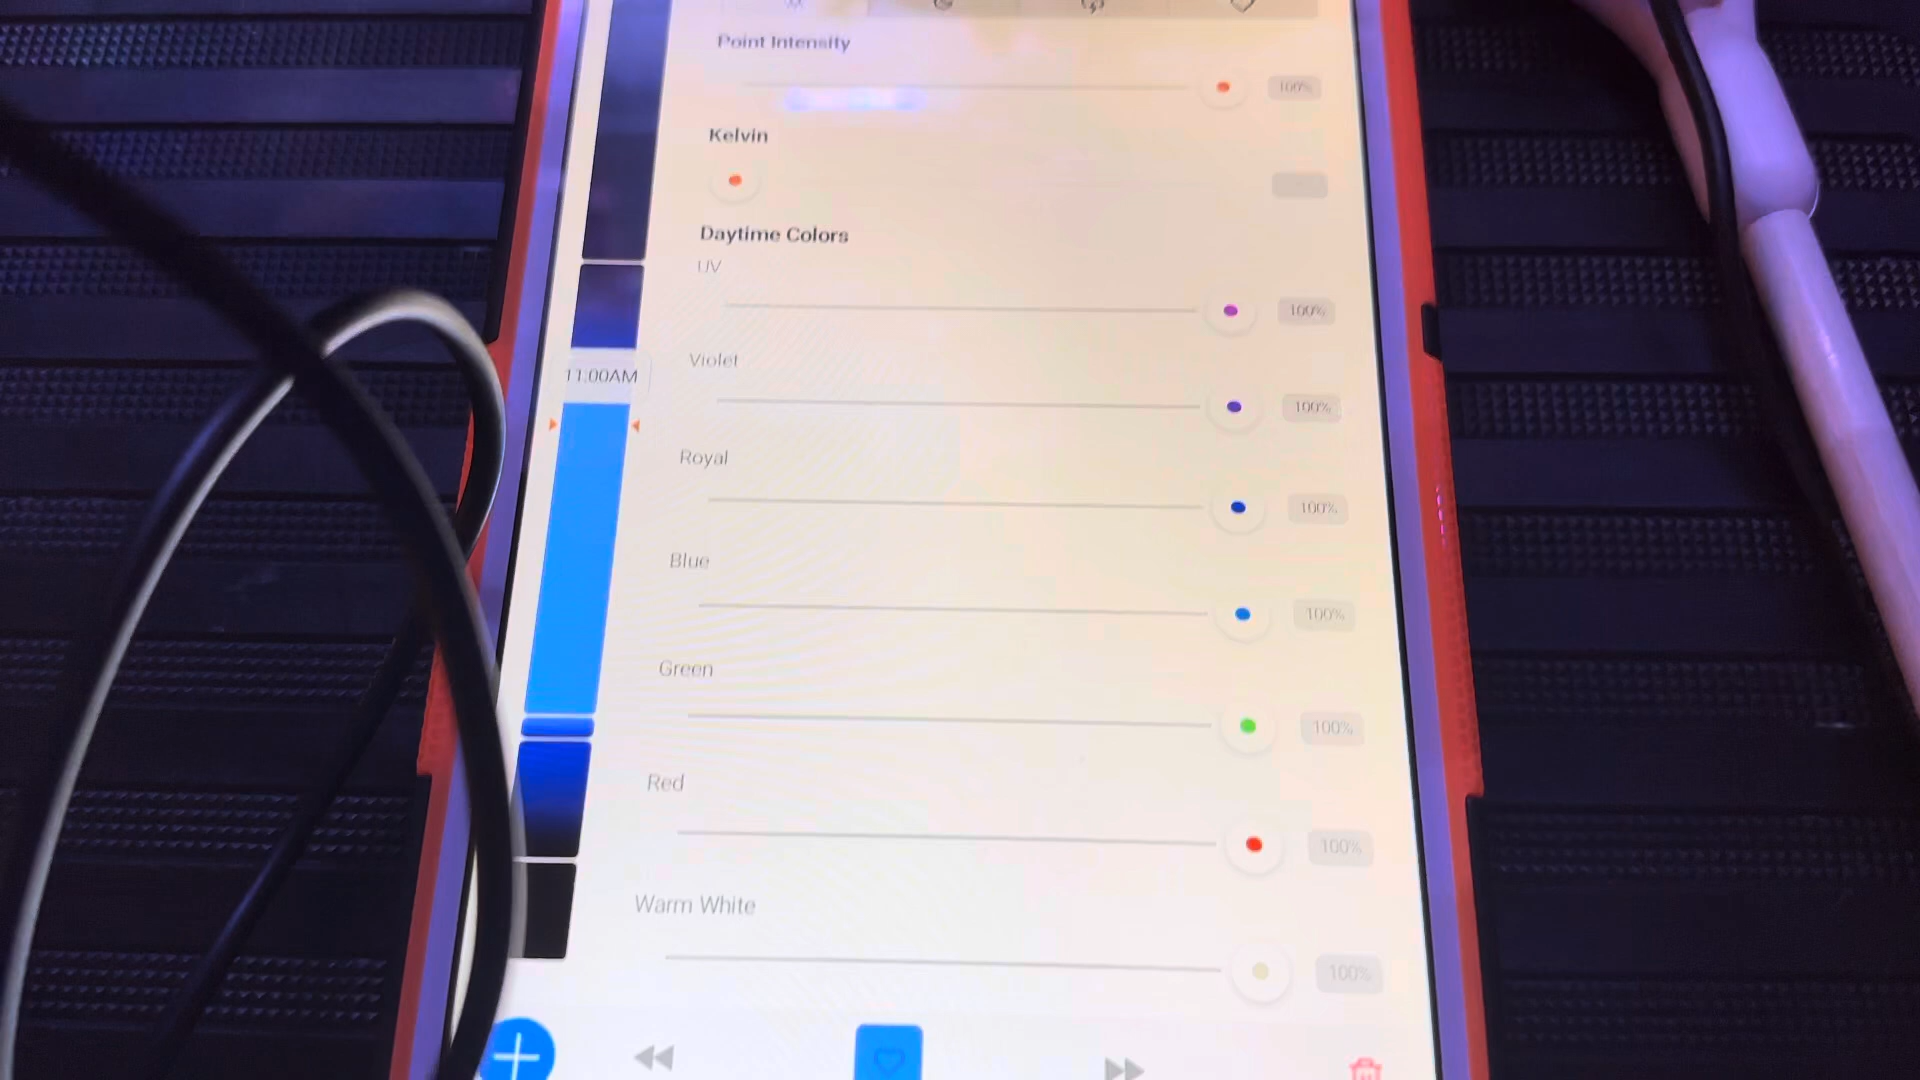 Point Intensity
100%
Kelvin
Daytime Colors
UV
100%
Violet
100%
11:00AM
Royal
100%
Blue
100%
Green
100%
Red
100%
Warm White
100%